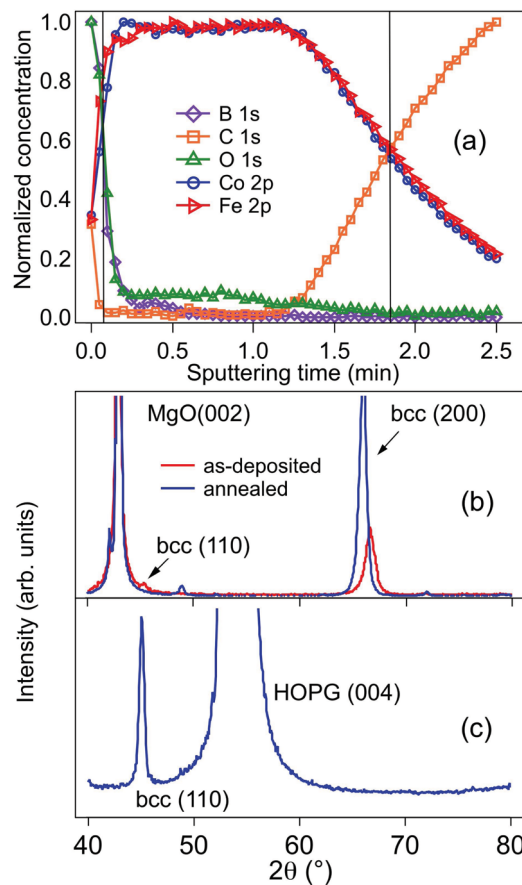 1.0
0.8
0.6
0.4
0.2
0.0
Normalized concentration
B 1s
C 1s
O 1s
Co 2p
Fe 2p
(a)
0.0 0.5 1.0 1.5 2.0 2.5
Sputtering time (min)
MgO(002)
bcc (200)
as-deposited
annealed
bcc (110)
(b)
Intensity (arb. units)
HOPG (004)
(c)
bcc (110)
40 50 60 70 80
2θ (°)